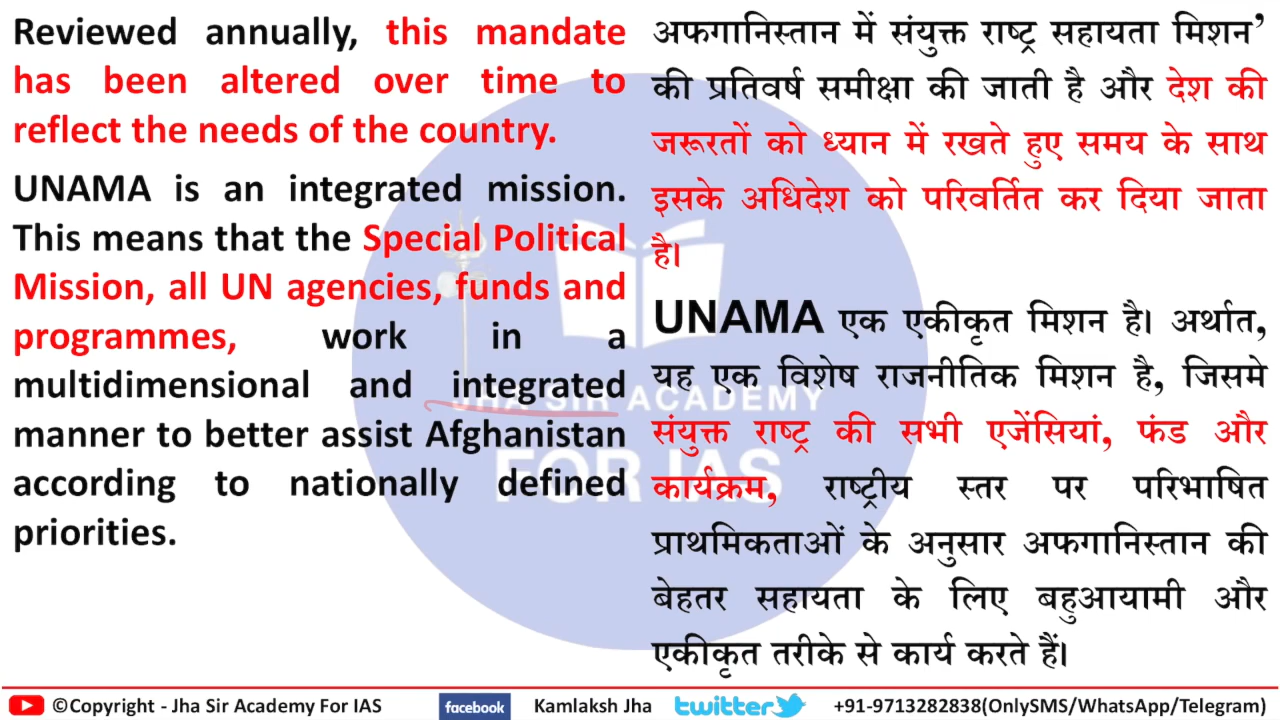 Reviewed annually, this mandate
has been altered over time to
reflect the needs of the country.
UNAMA is an integrated mission.
This means that the Special Political
Mission, all UN agencies, funds and
programmes, work in a
multidimensional and integrated
manner to better assist Afghanistan
according to nationally defined
priorities.
अफगानिस्तान में संयुक्त राष्ट्र सहायता मिशन’
की प्रतिवर्ष समीक्षा की जाती है और देश की
जरूरतों को ध्यान में रखते हुए समय के साथ
इसके अधिदेश को परिवर्तित कर दिया जाता
है।
UNAMA एक एकीकृत मिशन है। अर्थात,
यह एक विशेष राजनीतिक मिशन है, जिसमे
संयुक्त राष्ट्र की सभी एजेंसियां, फंड और
कार्यक्रम, राष्ट्रीय स्तर पर परिभाषित
प्राथमिकताओं के अनुसार अफगानिस्तान की
बेहतर सहायता के लिए बहुआयामी और
एकीकृत तरीके से कार्य करते हैं।
JHA SIR ACADEMY
FOR IAS
©Copyright - Jha Sir Academy For IAS facebook Kamlaksh Jha twitter +91-9713282838(OnlySMS/WhatsApp/Telegram)